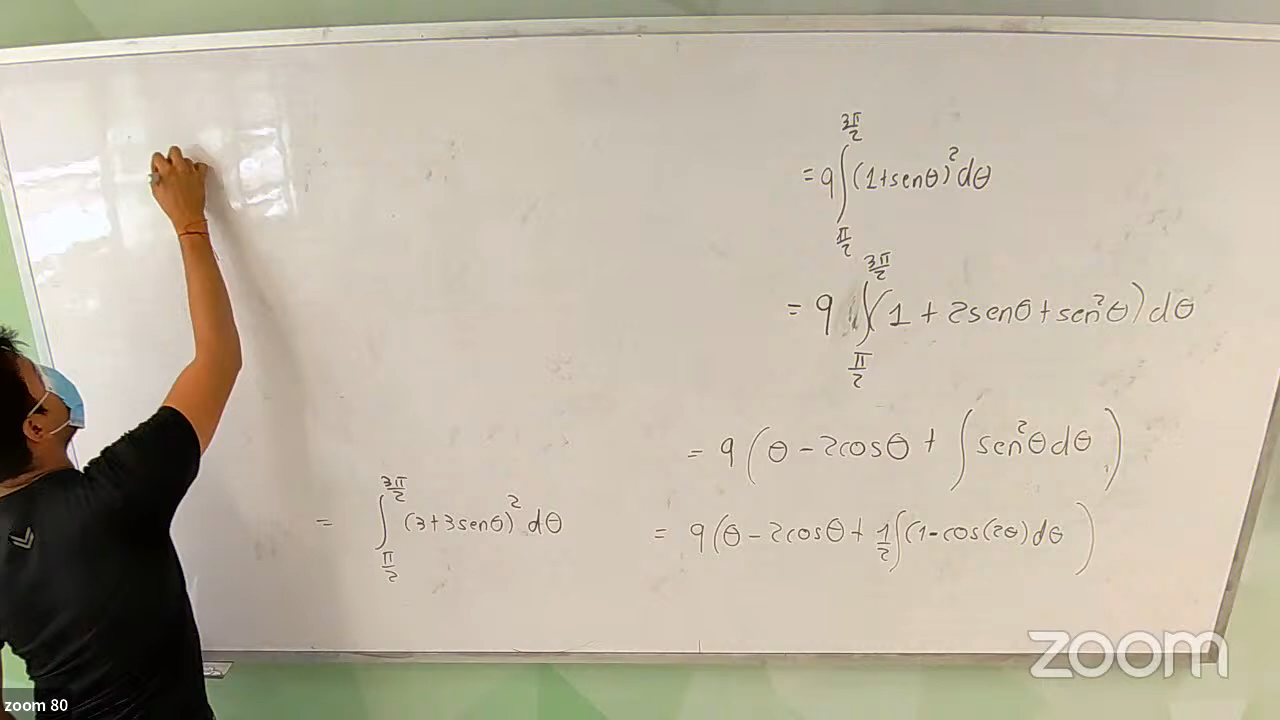 = ∫_{π/2}^{3π/2} (3+3senθ)² dθ
= 9 ∫_{π/2}^{3π/2} (1+senθ)² dθ
= 9 ∫_{π/2}^{3π/2} (1 + 2senθ + sen²θ) dθ
= 9 (θ − 2cosθ + ∫ sen²θ dθ)
= 9 (θ − 2cosθ + 1/2 ∫ (1−cos(2θ) dθ)
zoom
zoom 80